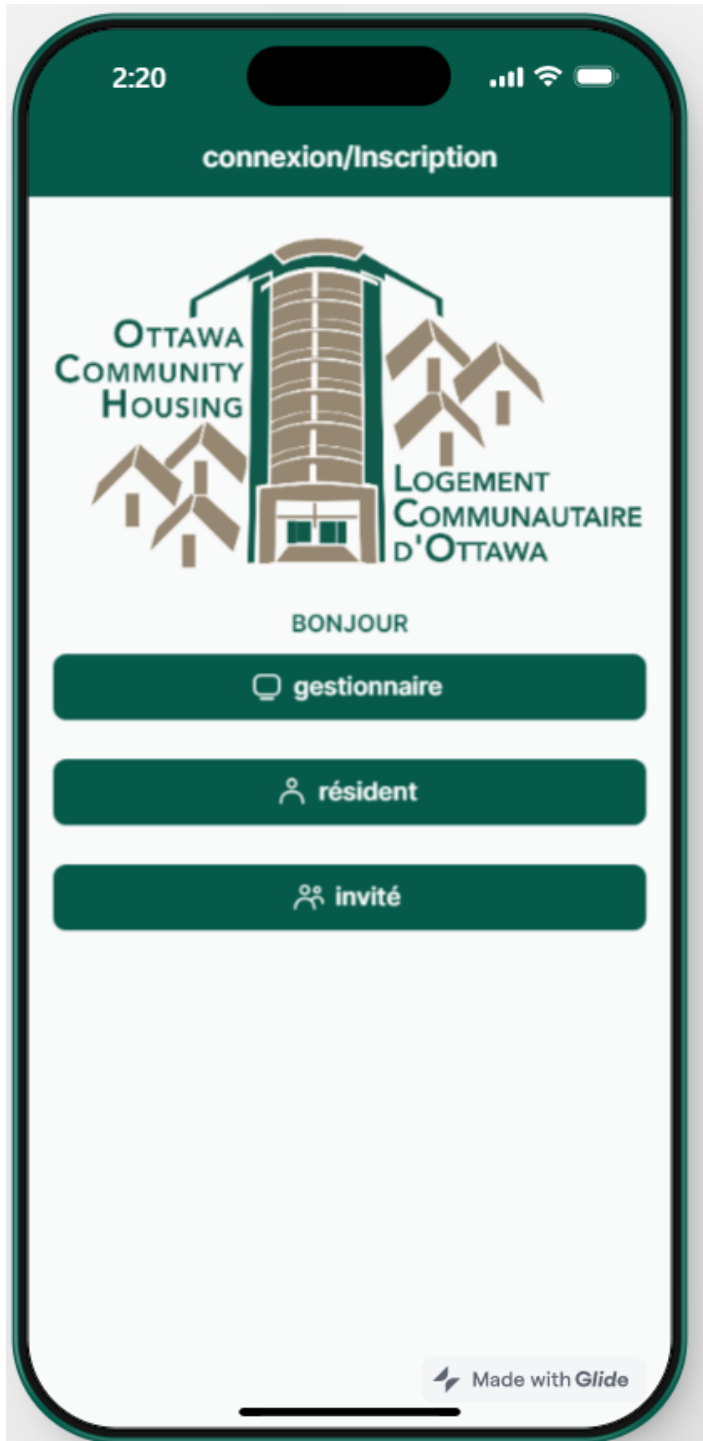 2:20
connexion/Inscription
OTTAWA
COMMUNITY
HOUSING
LOGEMENT
COMMUNAUTAIRE
D'OTTAWA
BONJOUR
gestionnaire
résident
invité
Made with Glide